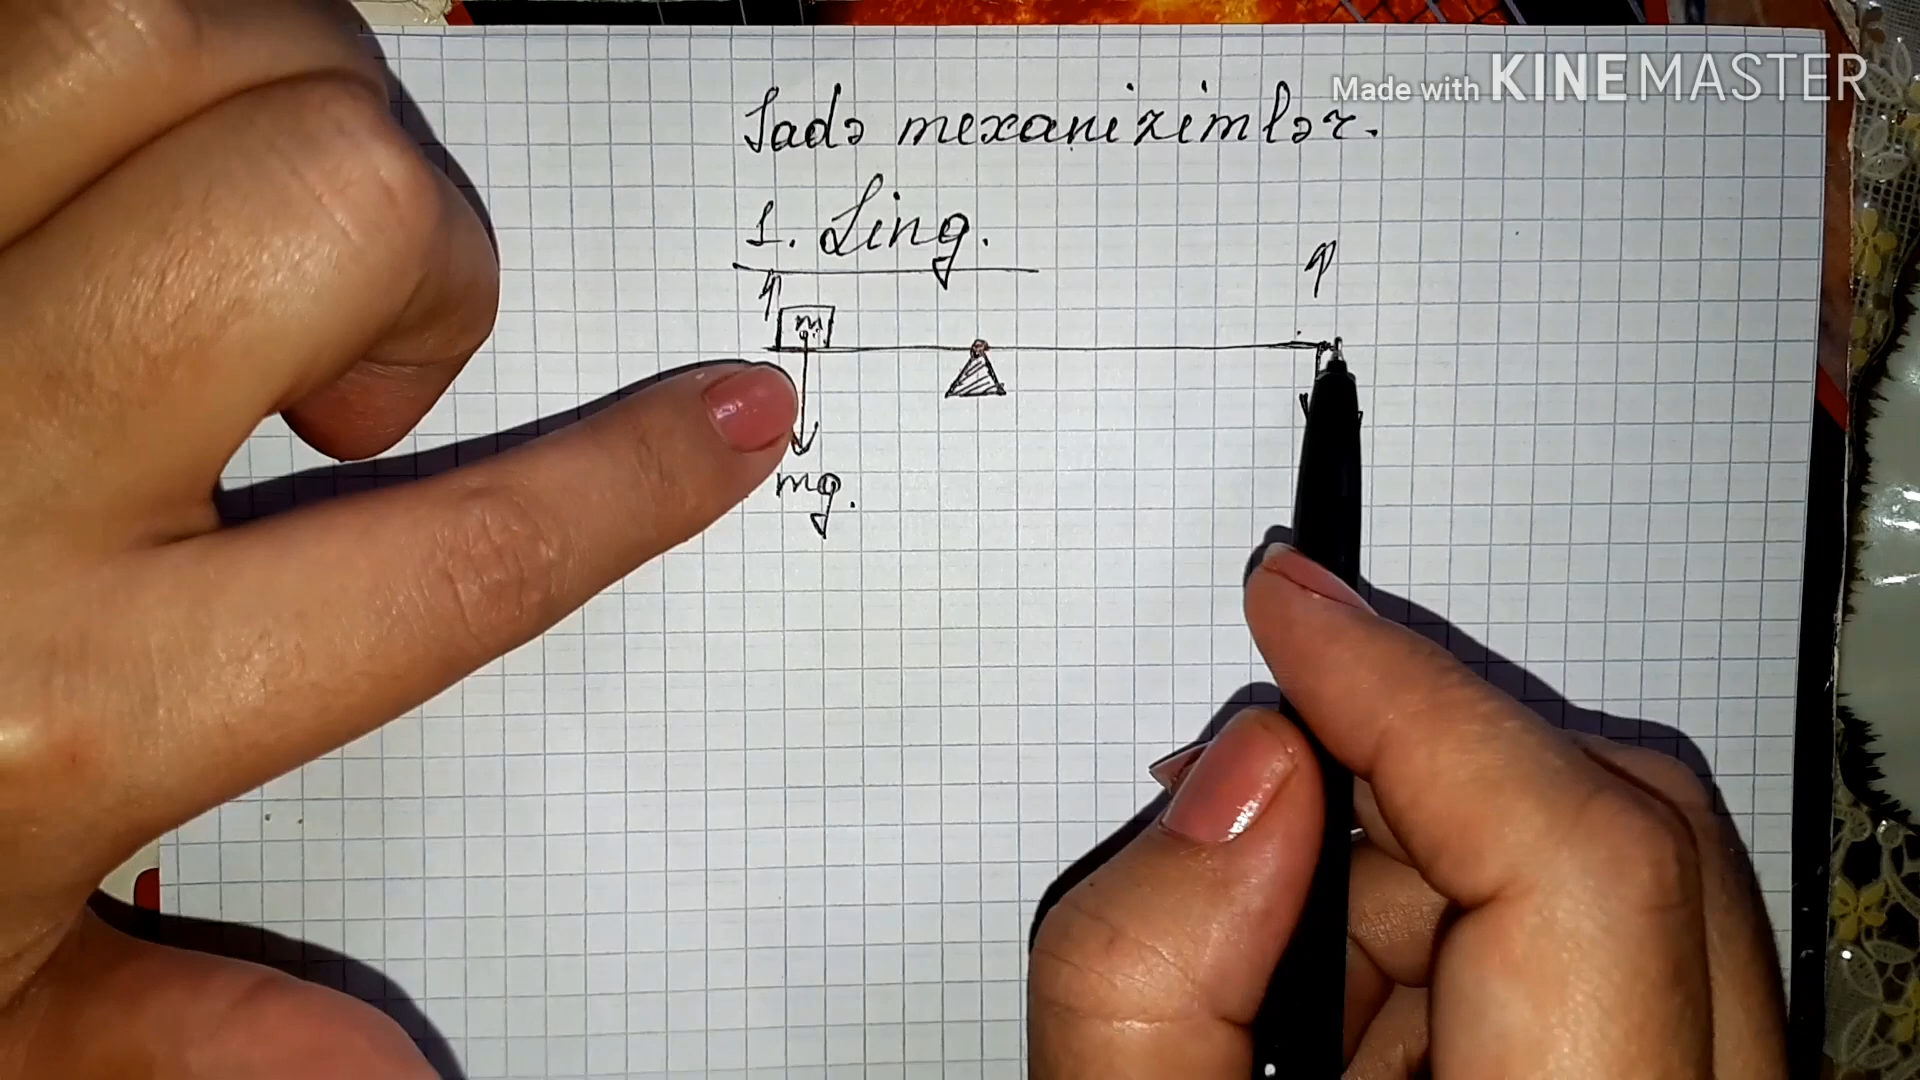 Made with KINEMASTER
Sadə mexanizimlər.
1. Ling.
m
mg.